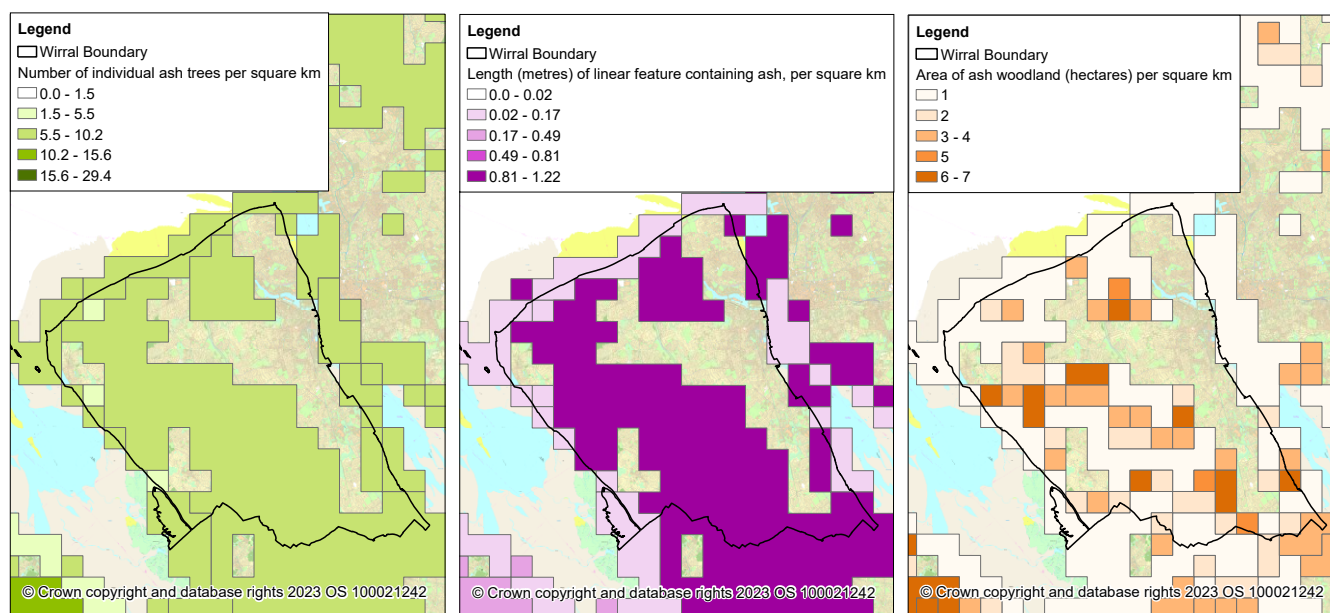 Legend
Wirral Boundary
Number of individual ash trees per square km
0.0 - 1.5
1.5 - 5.5
5.5 - 10.2
10.2 - 15.6
15.6 - 29.4
© Crown copyright and database rights 2023 OS 100021242
Legend
Wirral Boundary
Length (metres) of linear feature containing ash, per square km
0.0 - 0.02
0.02 - 0.17
0.17 - 0.49
0.49 - 0.81
0.81 - 1.22
© Crown copyright and database rights 2023 OS 100021242
Legend
Wirral Boundary
Area of ash woodland (hectares) per square km
1
2
3 - 4
5
6 - 7
© Crown copyright and database rights 2023 OS 100021242